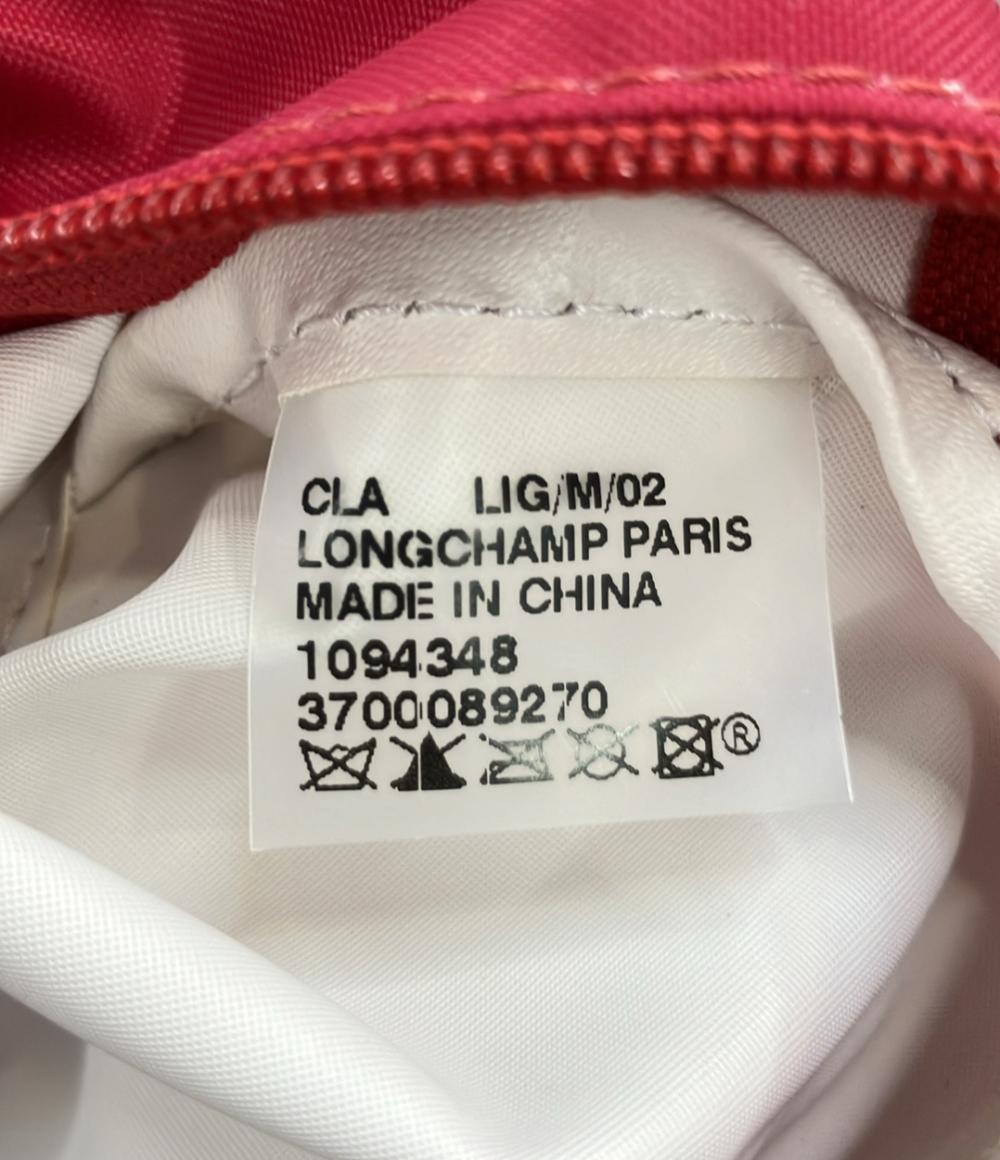 CLA LIG/M/02
LONGCHAMP PARIS
MADE IN CHINA
1094348
3700089270
®